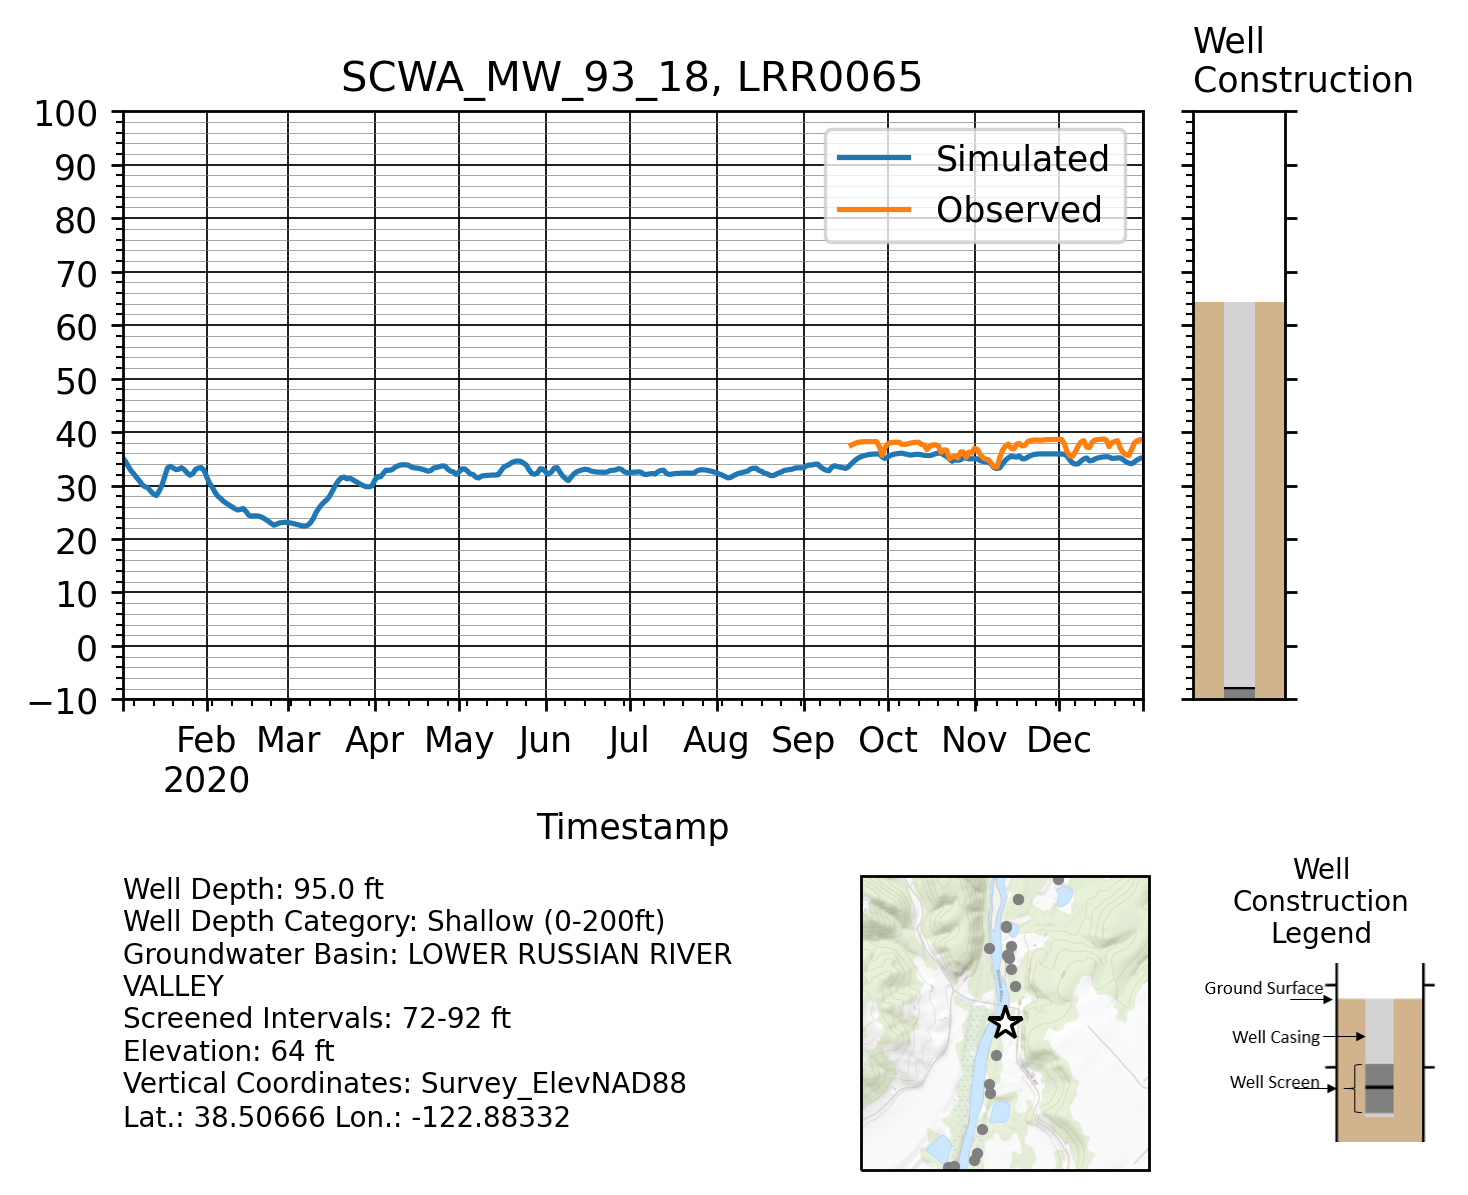 Well
Construction
SCWA_MW_93_18, LRR0065
100
90
80
70
60
50
40
30
20
10
0
−10
Simulated
Observed
Feb Mar Apr May Jun Jul Aug Sep Oct Nov Dec
2020
Timestamp
Well Depth: 95.0 ft
Well Depth Category: Shallow (0-200ft)
Groundwater Basin: LOWER RUSSIAN RIVER
VALLEY
Screened Intervals: 72-92 ft
Elevation: 64 ft
Vertical Coordinates: Survey_ElevNAD88
Lat.: 38.50666 Lon.: -122.88332
Well
Construction
Legend
Ground Surface
Well Casing
Well Screen